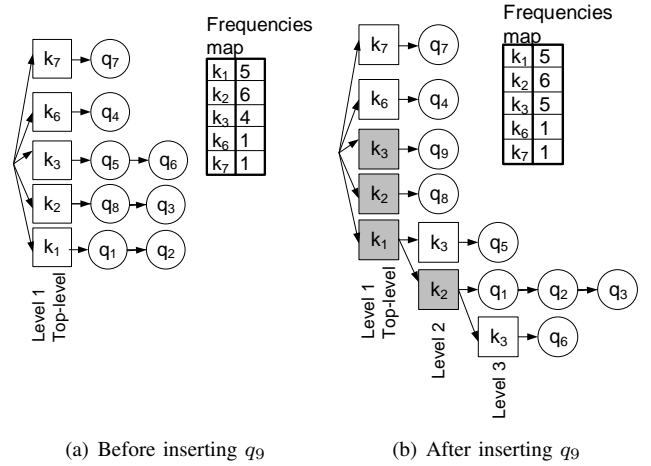 Frequencies
map
k1 5
k2 6
k3 4
k6 1
k7 1
k7 q7
k6 q4
k3 q5 q6
k2 q8 q3
k1 q1 q2
Level 1
Top-level
(a) Before inserting q9
Frequencies
map
k1 5
k2 6
k3 5
k6 1
k7 1
k7 q7
k6 q4
k3 q9
k2 q8
k1 k3 q5
k2 q1 q2 q3
k3 q6
Level 1
Top-level
Level 2
Level 3
(b) After inserting q9